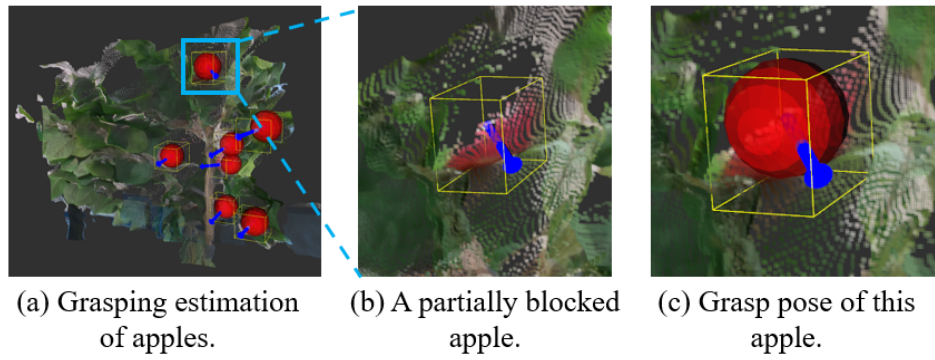 (a) Grasping estimation
of apples.
(b) A partially blocked
apple.
(c) Grasp pose of this
apple.